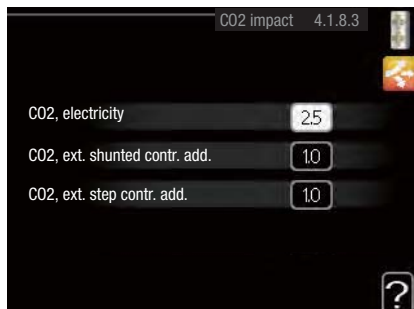 CO2 impact 4.1.8.3
CO2, electricity 2.5
CO2, ext. shunted contr. add. 1.0
CO2, ext. step contr. add. 1.0
?